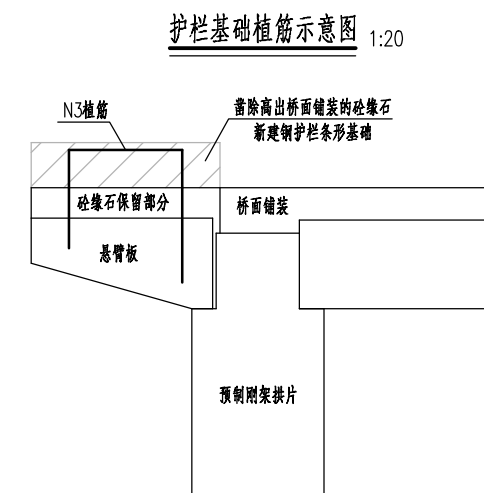 护栏基础植筋示意图 1:20
N3植筋
凿除高出桥面铺装的砼缘石
新建钢护栏条形基础
砼缘石保留部分
桥面铺装
悬臂板
预制刚架拱片